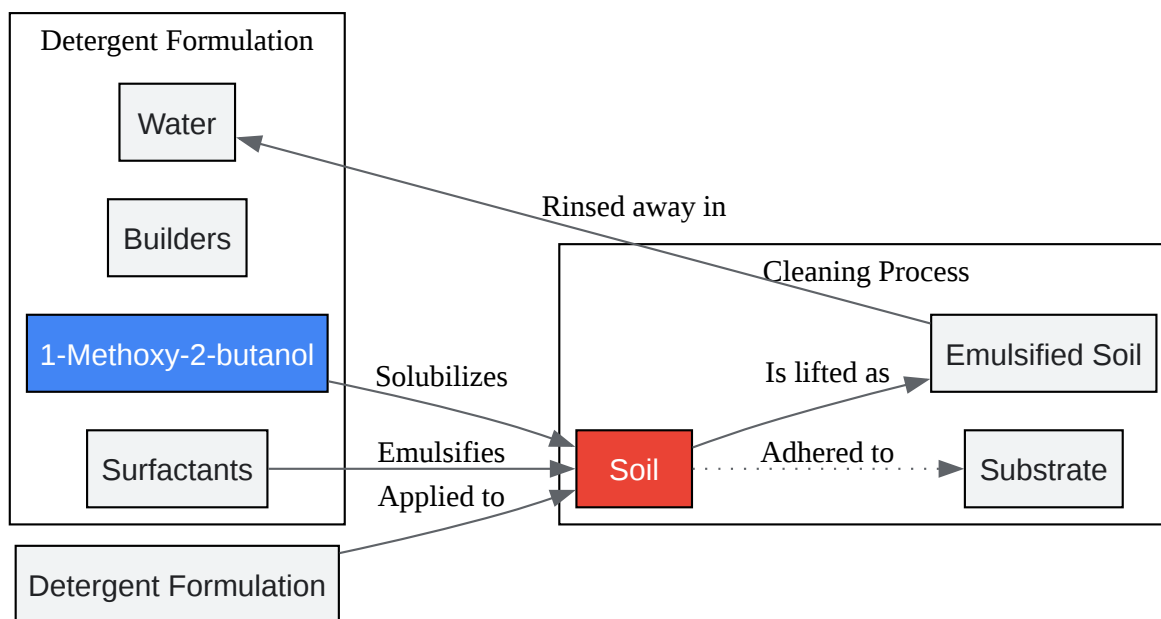 Detergent Formulation
Water
Builders
1-Methoxy-2-butanol
Surfactants
Detergent Formulation
Solubilizes
Emulsifies
Applied to
Rinsed away in
Cleaning Process
Is lifted as
Emulsified Soil
Soil
Adhered to
Substrate